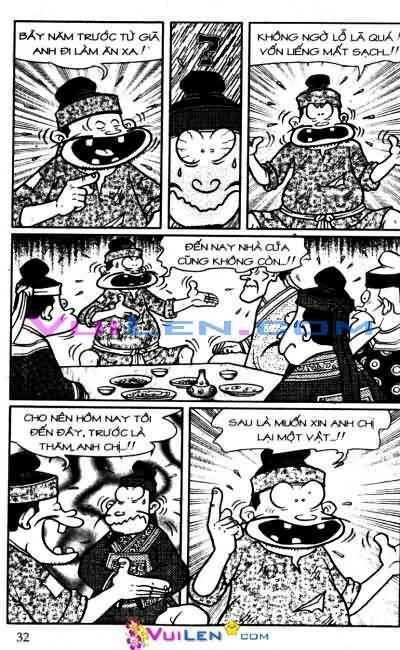 BẢY NĂM TRƯỚC TỪ GIÃ
ANH ĐI LÀM ĂN XA..!
?
KHÔNG NGỜ LỖ LÃ QUÁ!
VỐN LIẾNG MẤT SẠCH..!!
ĐẾN NAY NHÀ CỬA
CŨNG KHÔNG CÒN...!!
VUILEN.COM
CHO NÊN HÔM NAY TÔI
ĐẾN ĐÂY, TRƯỚC LÀ
THĂM, ANH CHỊ...!
SAU LÀ MUỐN XIN ANH CHỊ
LẠI MỘT VẬT...!!
32
VUILEN.COM